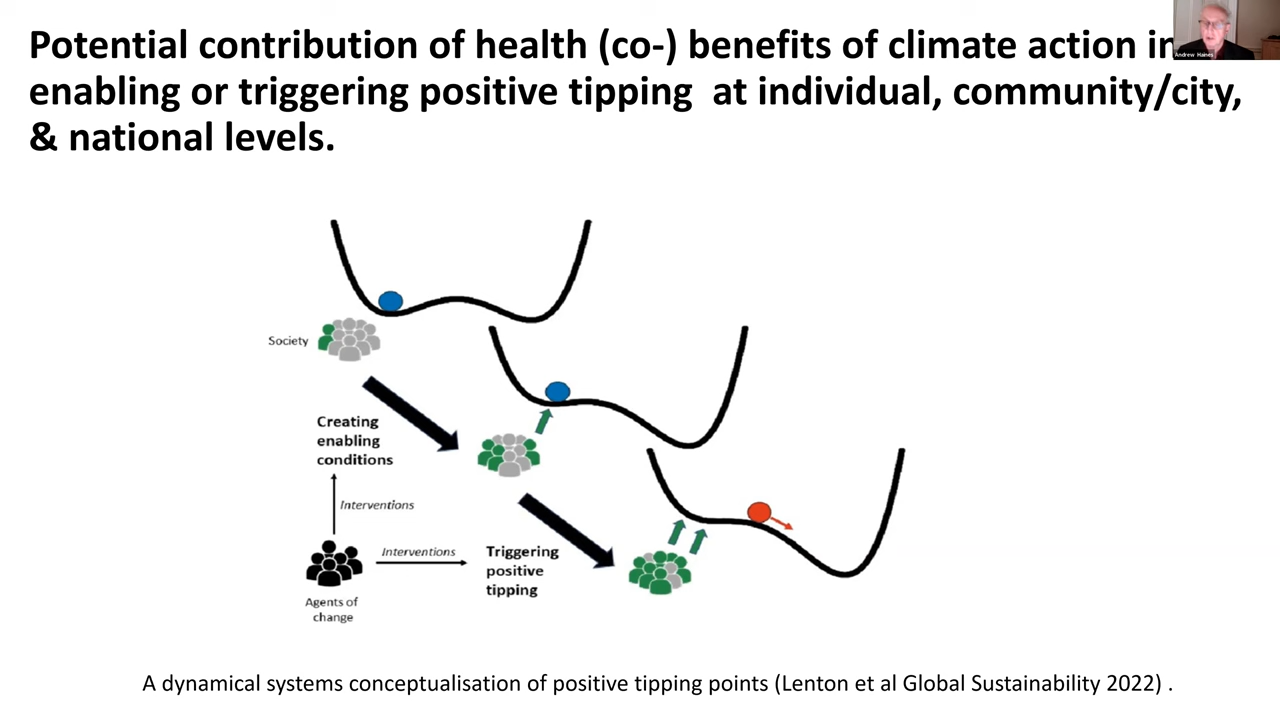 Potential contribution of health (co-) benefits of climate action in
enabling or triggering positive tipping at individual, community/city,
& national levels.
Andrew Haines
Society
Creating
enabling
conditions
Interventions
Interventions
Triggering
positive
tipping
Agents of
change
A dynamical systems conceptualisation of positive tipping points (Lenton et al Global Sustainability 2022) .